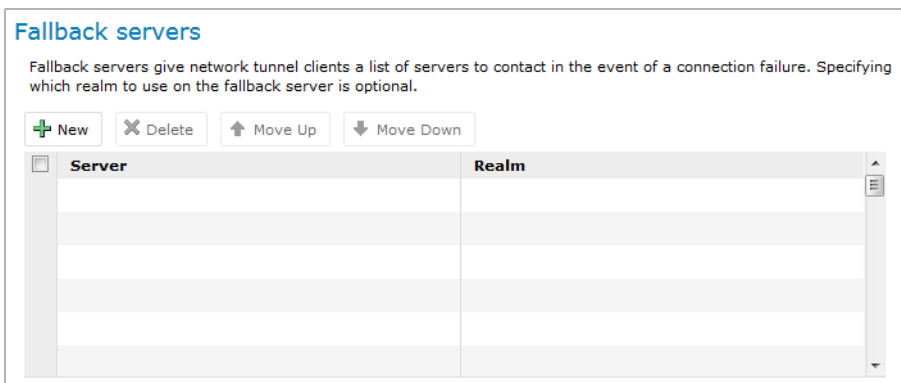 Fallback servers
Fallback servers give network tunnel clients a list of servers to contact in the event of a connection failure. Specifying
which realm to use on the fallback server is optional.
New Delete Move Up Move Down
Server Realm